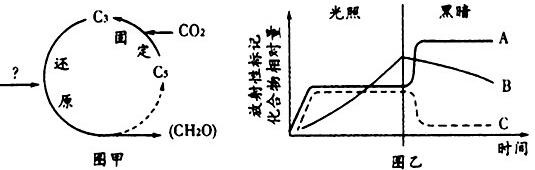 ?
C₃
固定
CO₂
C₅
还原
(CH₂O)
图甲
放射性标记
化合物相对量
光照
黑暗
A
B
C
时间
图乙